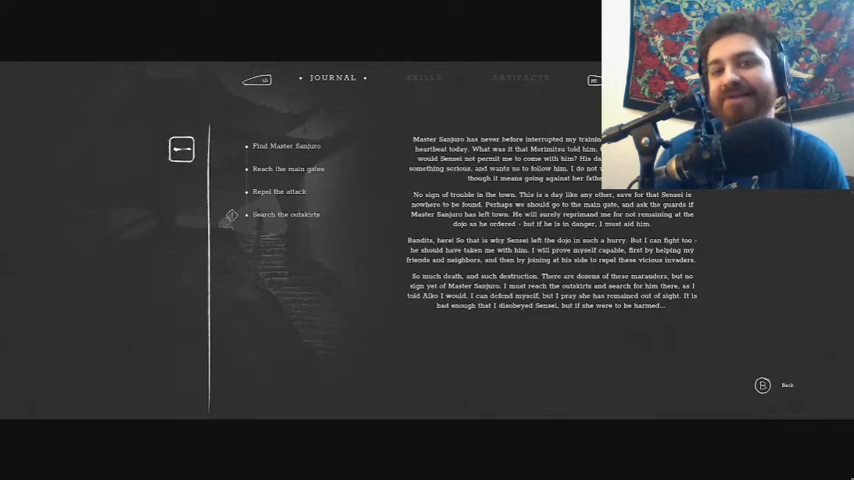 LB
JOURNAL
SKILLS
ARTIFACTS
RB
Find Master Sanjuro
Reach the main gates
Repel the attack
Search the outskirts
Master Sanjuro has never before interrupted my training
heartbeat today. What was it that Morimitsu told him,
would Sensei not permit me to come with him? His da
something serious, and wants us to follow him. I do not
though it means going against her fathe
No sign of trouble in the town. This is a day like any other, save for that Sensei is
nowhere to be found. Perhaps we should go to the main gate, and ask the guards if
Master Sanjuro has left town. He will surely reprimand me for not remaining at the
dojo as he ordered - but if he is in danger, I must aid him.
Bandits, here! So that is why Sensei left the dojo in such a hurry. But I can fight too -
he should have taken me with him. I will prove myself capable, first by helping my
friends and neighbors, and then by joining at his side to repel these vicious invaders.
So much death, and such destruction. There are dozens of these marauders, but no
sign yet of Master Sanjuro. I must reach the outskirts and search for him there, as I
told Aiko I would. I can defend myself, but I pray she has remained out of sight. It is
bad enough that I disobeyed Sensei, but if she were to be harmed...
B
Back